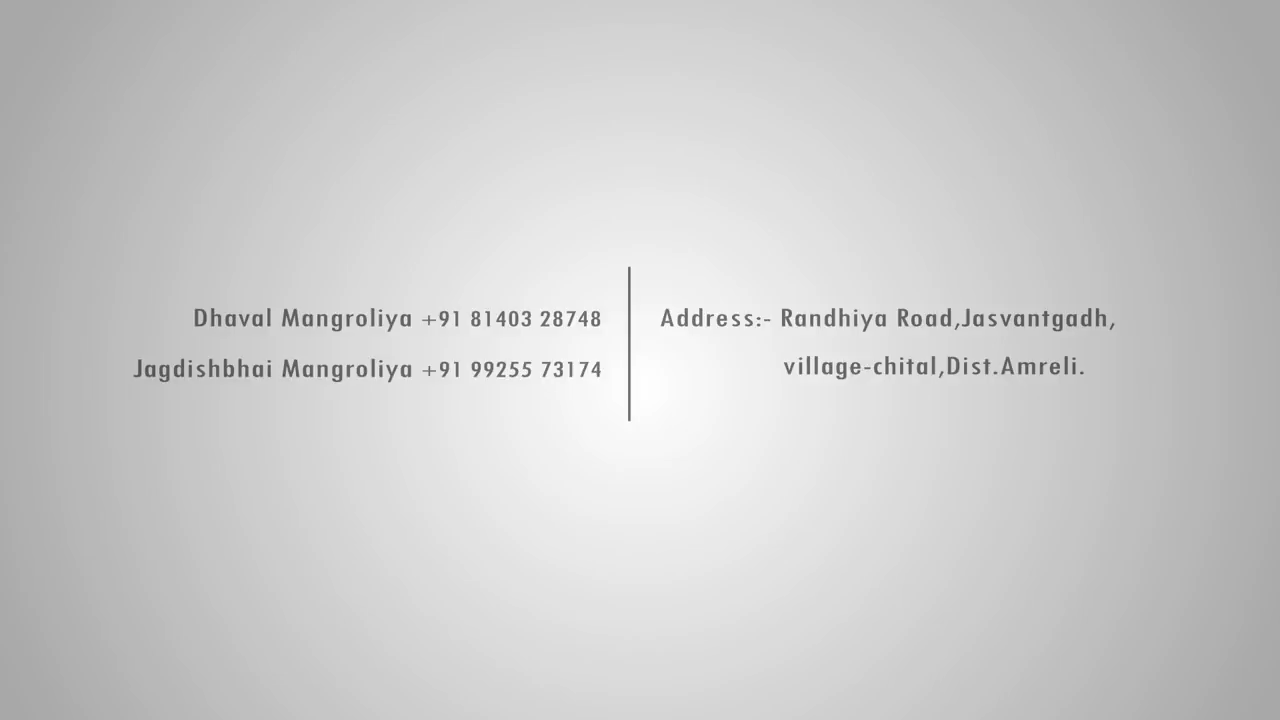 Dhaval Mangroliya +91 81403 28748
Jagdishbhai Mangroliya +91 99255 73174
Address:- Randhiya Road,Jasvantgadh,
village-chital,Dist.Amreli.